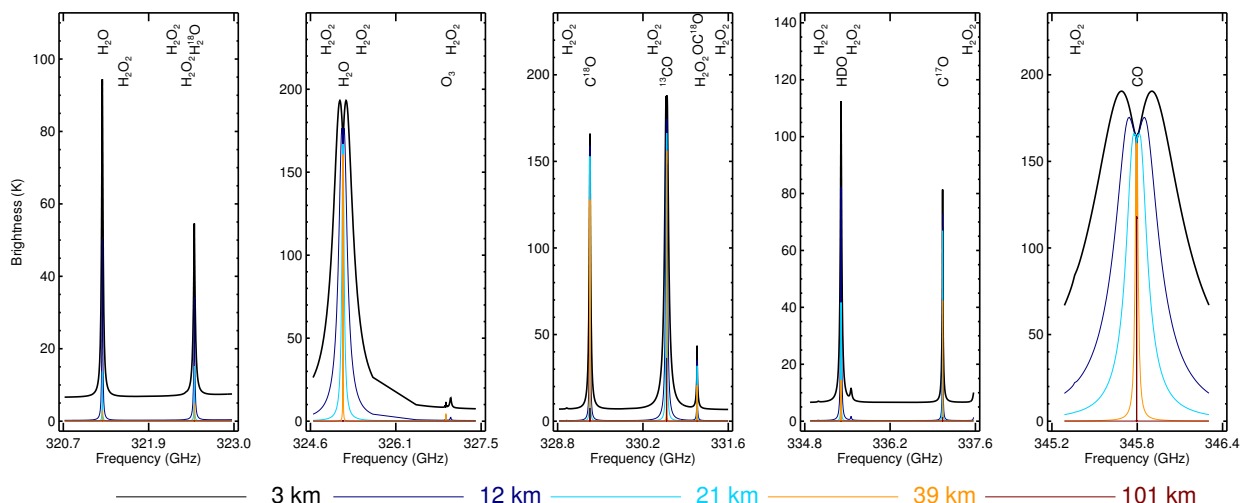 Brightness (K)
0
20
40
60
80
100
320.7
321.9
323.0
Frequency (GHz)
H₂O
H₂O₂
H₂O₂
H₂O₂
H₂¹⁸O
0
50
100
150
200
324.6
326.1
327.5
Frequency (GHz)
H₂O₂
H₂O
H₂O₂
O₃
H₂O₂
0
50
100
150
200
328.8
330.2
331.6
Frequency (GHz)
H₂O₂
C¹⁸O
H₂O₂
¹³CO
H₂O₂
OC¹⁸O
H₂O₂
0
20
40
60
80
100
120
140
334.8
336.2
337.6
Frequency (GHz)
H₂O₂
HDO
H₂O₂
C¹⁷O
H₂O₂
0
50
100
150
200
345.2
345.8
346.4
Frequency (GHz)
H₂O₂
CO
3 km
12 km
21 km
39 km
101 km